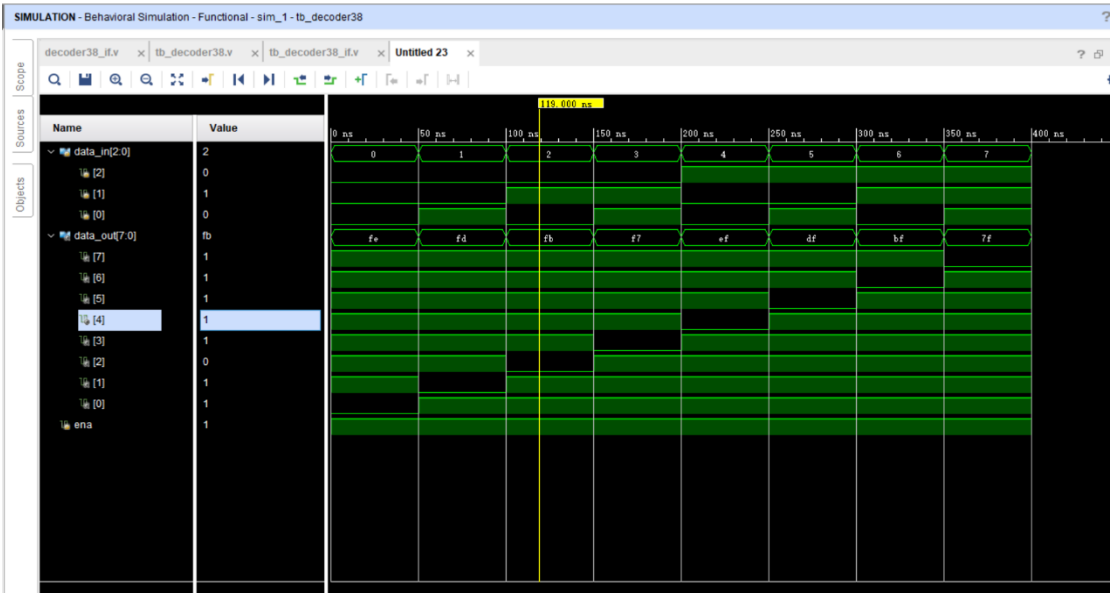 SIMULATION - Behavioral Simulation - Functional - sim_1 - tb_decoder38 ?
decoder38_if.v × tb_decoder38.v × tb_decoder38_if.v × Untitled 23 × ?
Scope
Sources
Objects
119.000 ns
Name Value 0 ns 50 ns 100 ns 150 ns 200 ns 250 ns 300 ns 350 ns 400 ns
data_in[2:0] 2 0 1 2 3 4 5 6 7
[2] 0
[1] 1
[0] 0
data_out[7:0] fb fe fd fb f7 ef df bf 7f
[7] 1
[6] 1
[5] 1
[4] 1
[3] 1
[2] 0
[1] 1
[0] 1
ena 1